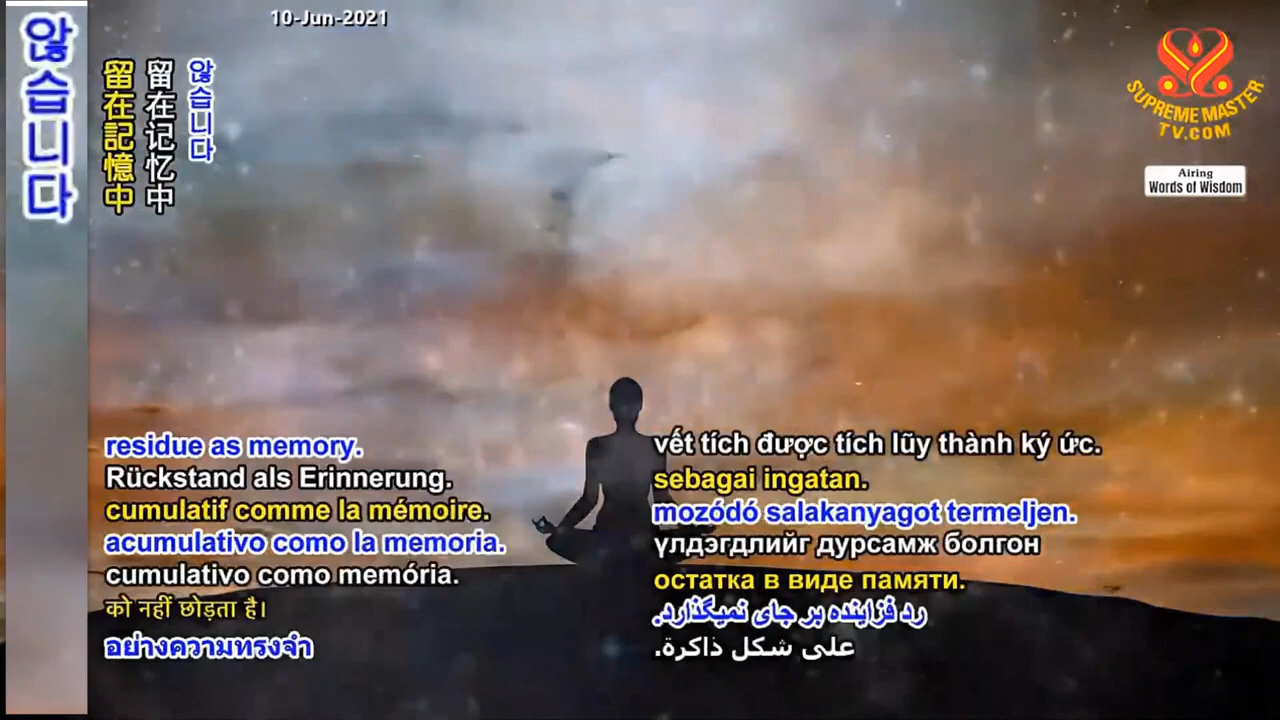 10-Jun-2021
않습니다
않습니다
留在记忆中
留在記憶中
SUPREME MASTER
TV.COM
Airing
Words of Wisdom
residue as memory.
Rückstand als Erinnerung.
cumulatif comme la mémoire.
acumulativo como la memoria.
cumulativo como memória.
को नहीं छोड़ता है।
อย่างความทรงจำ
vết tích được tích lũy thành ký ức.
sebagai ingatan.
mozódó salakanyagot termeljen.
үлдэгдлийг дурсамж болгон
остатка в виде памяти.
رد فزاینده بر جای نمیگذارد.
على شكل ذاكرة.